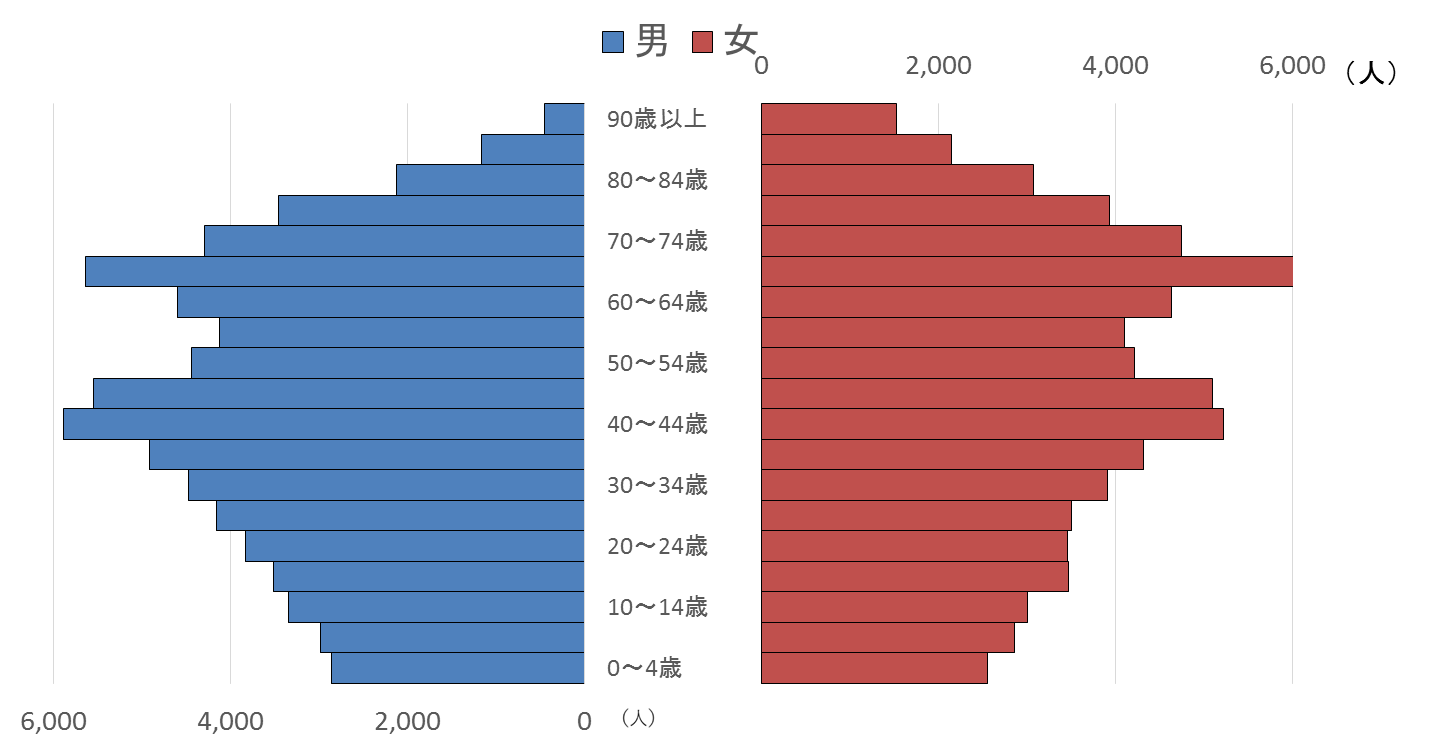 男 女
0 2,000 4,000 6,000 （人）
90歳以上
80～84歳
70～74歳
60～64歳
50～54歳
40～44歳
30～34歳
20～24歳
10～14歳
0～4歳
6,000 4,000 2,000 0 （人）